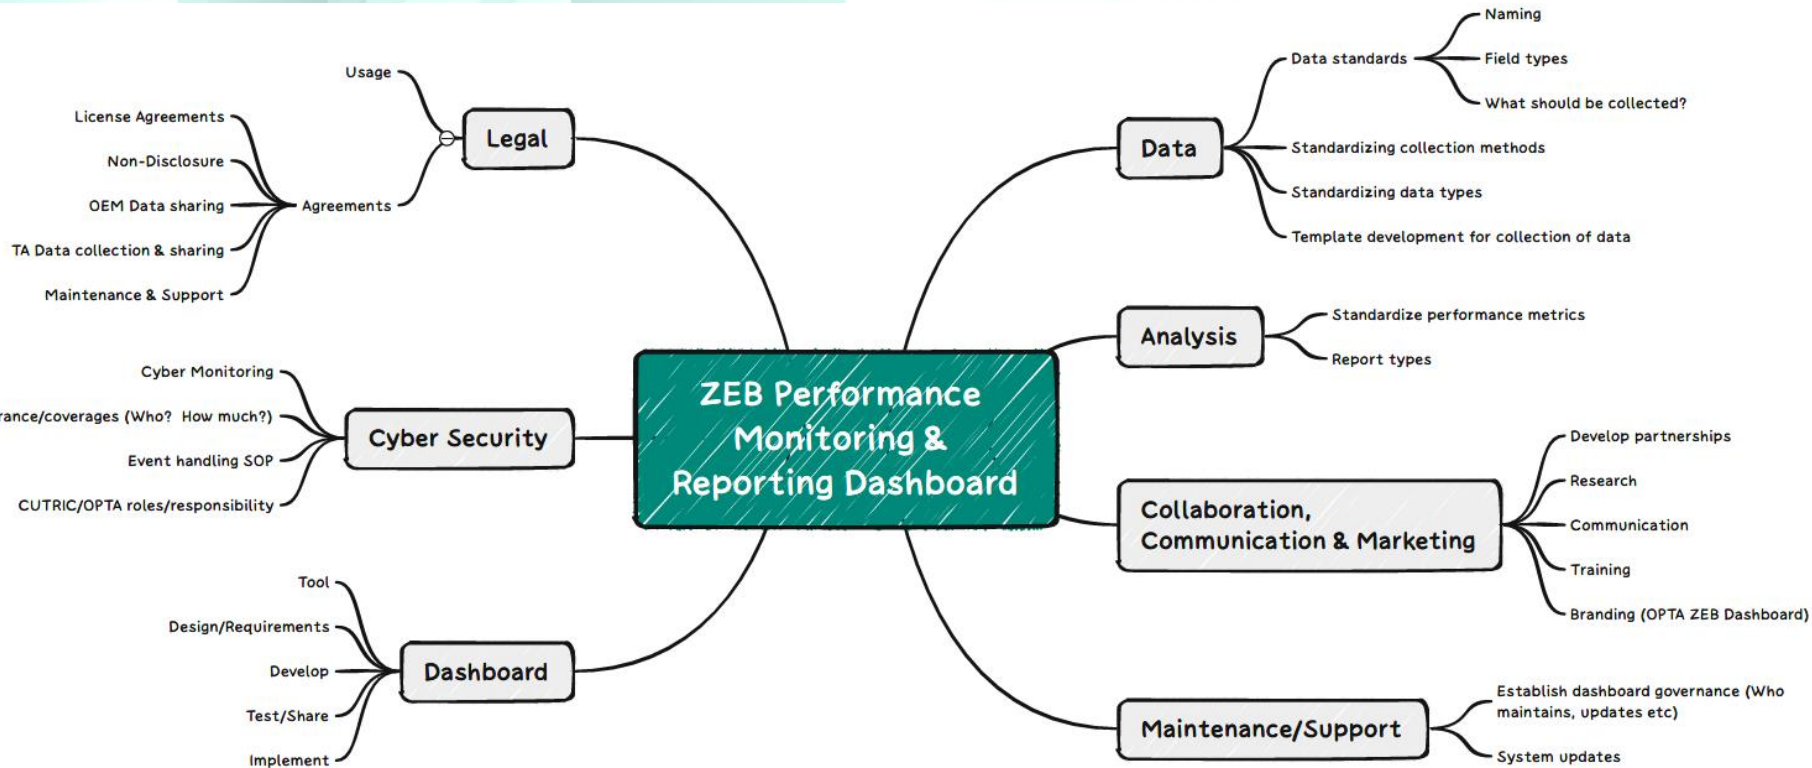 Usage
Legal
License Agreements
Non-Disclosure
OEM Data sharing
TA Data collection & sharing
Maintenance & Support
Agreements
Cyber Monitoring
rance/coverages (Who?  How much?)
Event handling SOP
CUTRIC/OPTA roles/responsibility
Cyber Security
Tool
Design/Requirements
Develop
Test/Share
Implement
Dashboard
ZEB Performance
Monitoring &
Reporting Dashboard
Data
Data standards
Naming
Field types
What should be collected?
Standardizing collection methods
Standardizing data types
Template development for collection of data
Analysis
Standardize performance metrics
Report types
Collaboration,
Communication & Marketing
Develop partnerships
Research
Communication
Training
Branding (OPTA ZEB Dashboard)
Maintenance/Support
Establish dashboard governance (Who
maintains, updates etc)
System updates